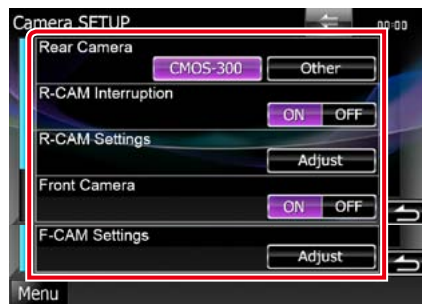 Camera SETUP 00:00
Rear Camera
CMOS-300 Other
R-CAM Interruption
ON OFF
R-CAM Settings
Adjust
Front Camera
ON OFF
F-CAM Settings
Adjust
Menu